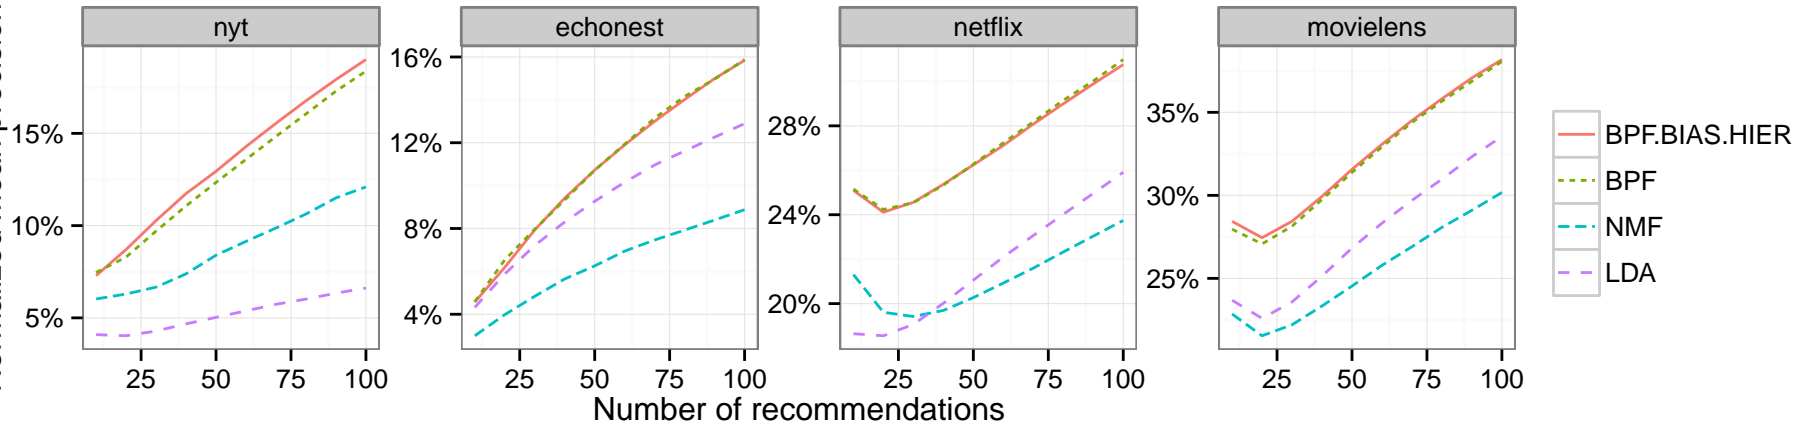 nyt
echonest
netflix
movielens
15%
10%
5%
16%
12%
8%
4%
28%
24%
20%
35%
30%
25%
25 50 75 100
25 50 75 100
25 50 75 100
25 50 75 100
Number of recommendations
BPF.BIAS.HIER
BPF
NMF
LDA